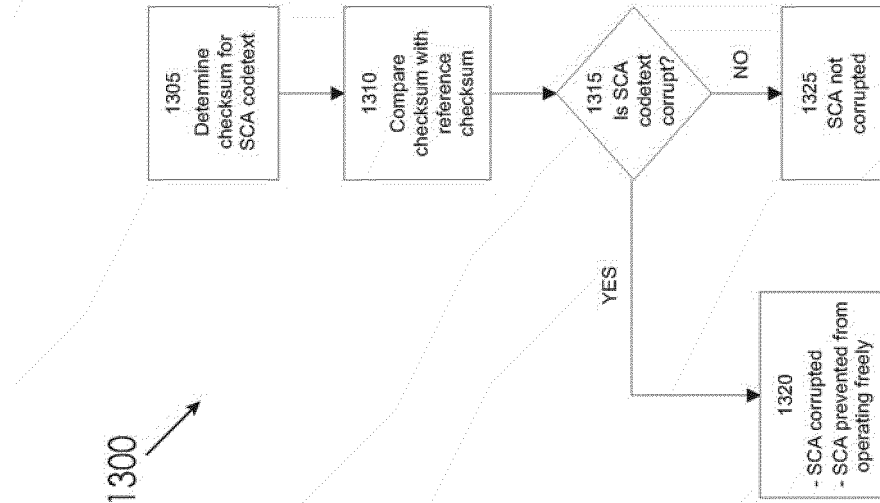 1300
1305
Determine
checksum for
SCA codetext
1310
Compare
checksum with
reference
checksum
1315
Is SCA
codetext
corrupt?
YES
NO
1320
- SCA corrupted
- SCA prevented from
operating freely
1325
SCA not
corrupted